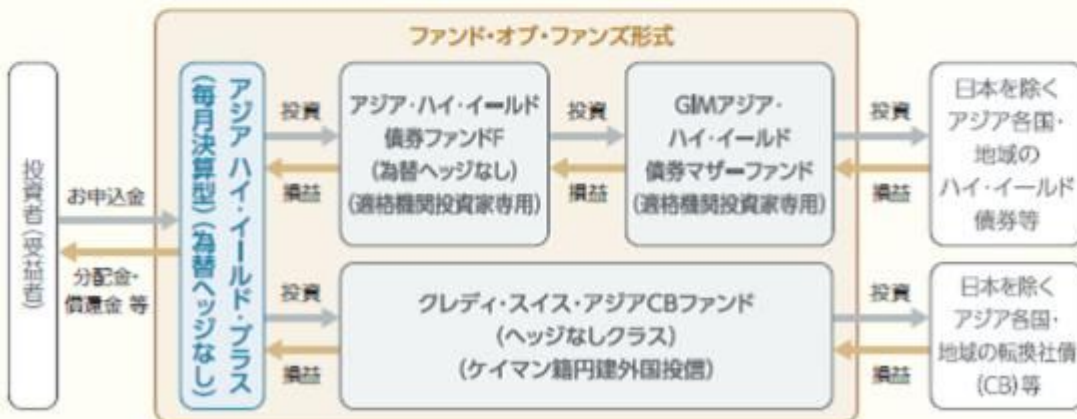 ファンド・オブ・ファンズ形式
投資者(受益者)
お申込金
分配金・
償還金 等
アジア ハイ・イールド・プラス
(毎月決算型)(為替ヘッジなし)
投資
損益
アジア・ハイ・イールド
債券ファンドF
(為替ヘッジなし)
(適格機関投資家専用)
投資
損益
GIMアジア・
ハイ・イールド
債券マザーファンド
(適格機関投資家専用)
投資
損益
日本を除く
アジア各国・
地域の
ハイ・イールド
債券等
投資
損益
クレディ・スイス・アジアCBファンド
(ヘッジなしクラス)
(ケイマン籍円建外国投信)
投資
損益
日本を除く
アジア各国・
地域の転換社債
(CB)等